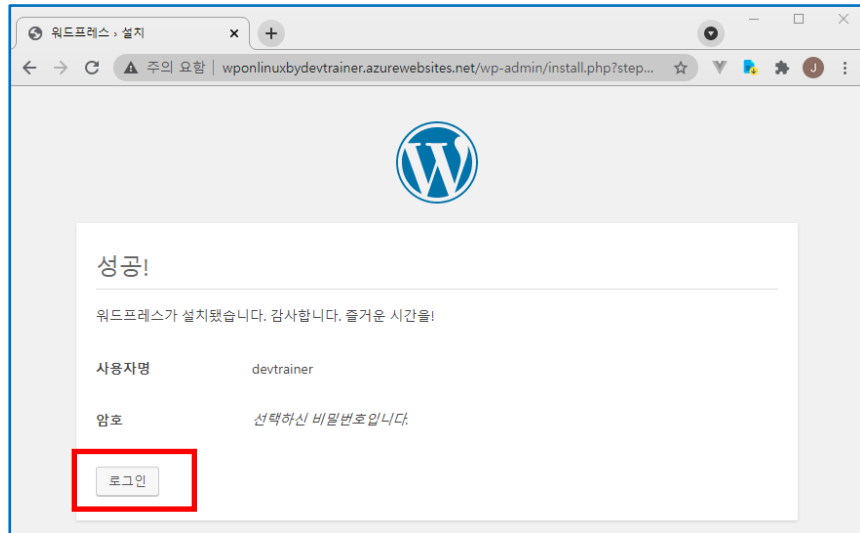 워드프레스 › 설치
주의 요함 | wponlinuxbydevtrainer.azurewebsites.net/wp-admin/install.php?step...
J
W
성공!
워드프레스가 설치됐습니다. 감사합니다. 즐거운 시간을!
사용자명 devtrainer
암호 선택하신 비밀번호입니다.
로그인